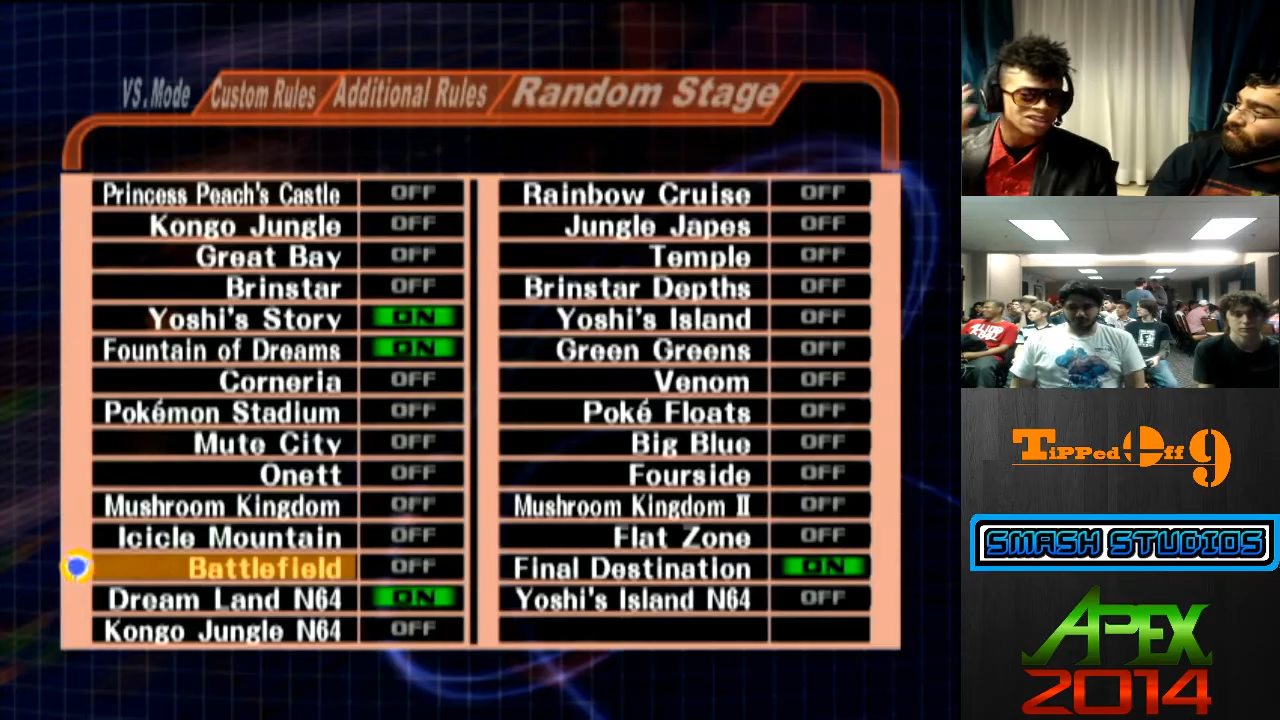 VS. Mode Custom Rules Additional Rules Random Stage
Princess Peach's Castle OFF Rainbow Cruise OFF
Kongo Jungle OFF Jungle Japes OFF
Great Bay OFF Temple OFF
Brinstar OFF Brinstar Depths OFF
Yoshi's Story ON Yoshi's Island OFF
Fountain of Dreams ON Green Greens OFF
Corneria OFF Venom OFF
Pokémon Stadium OFF Poké Floats OFF
Mute City OFF Big Blue OFF
Onett OFF Fourside OFF
Mushroom Kingdom OFF Mushroom Kingdom II OFF
Icicle Mountain OFF Flat Zone OFF
Battlefield OFF Final Destination ON
Dream Land N64 ON Yoshi's Island N64 OFF
Kongo Jungle N64 OFF
TiPPed Off 9
SMASH STUDIOS
APEX
2014